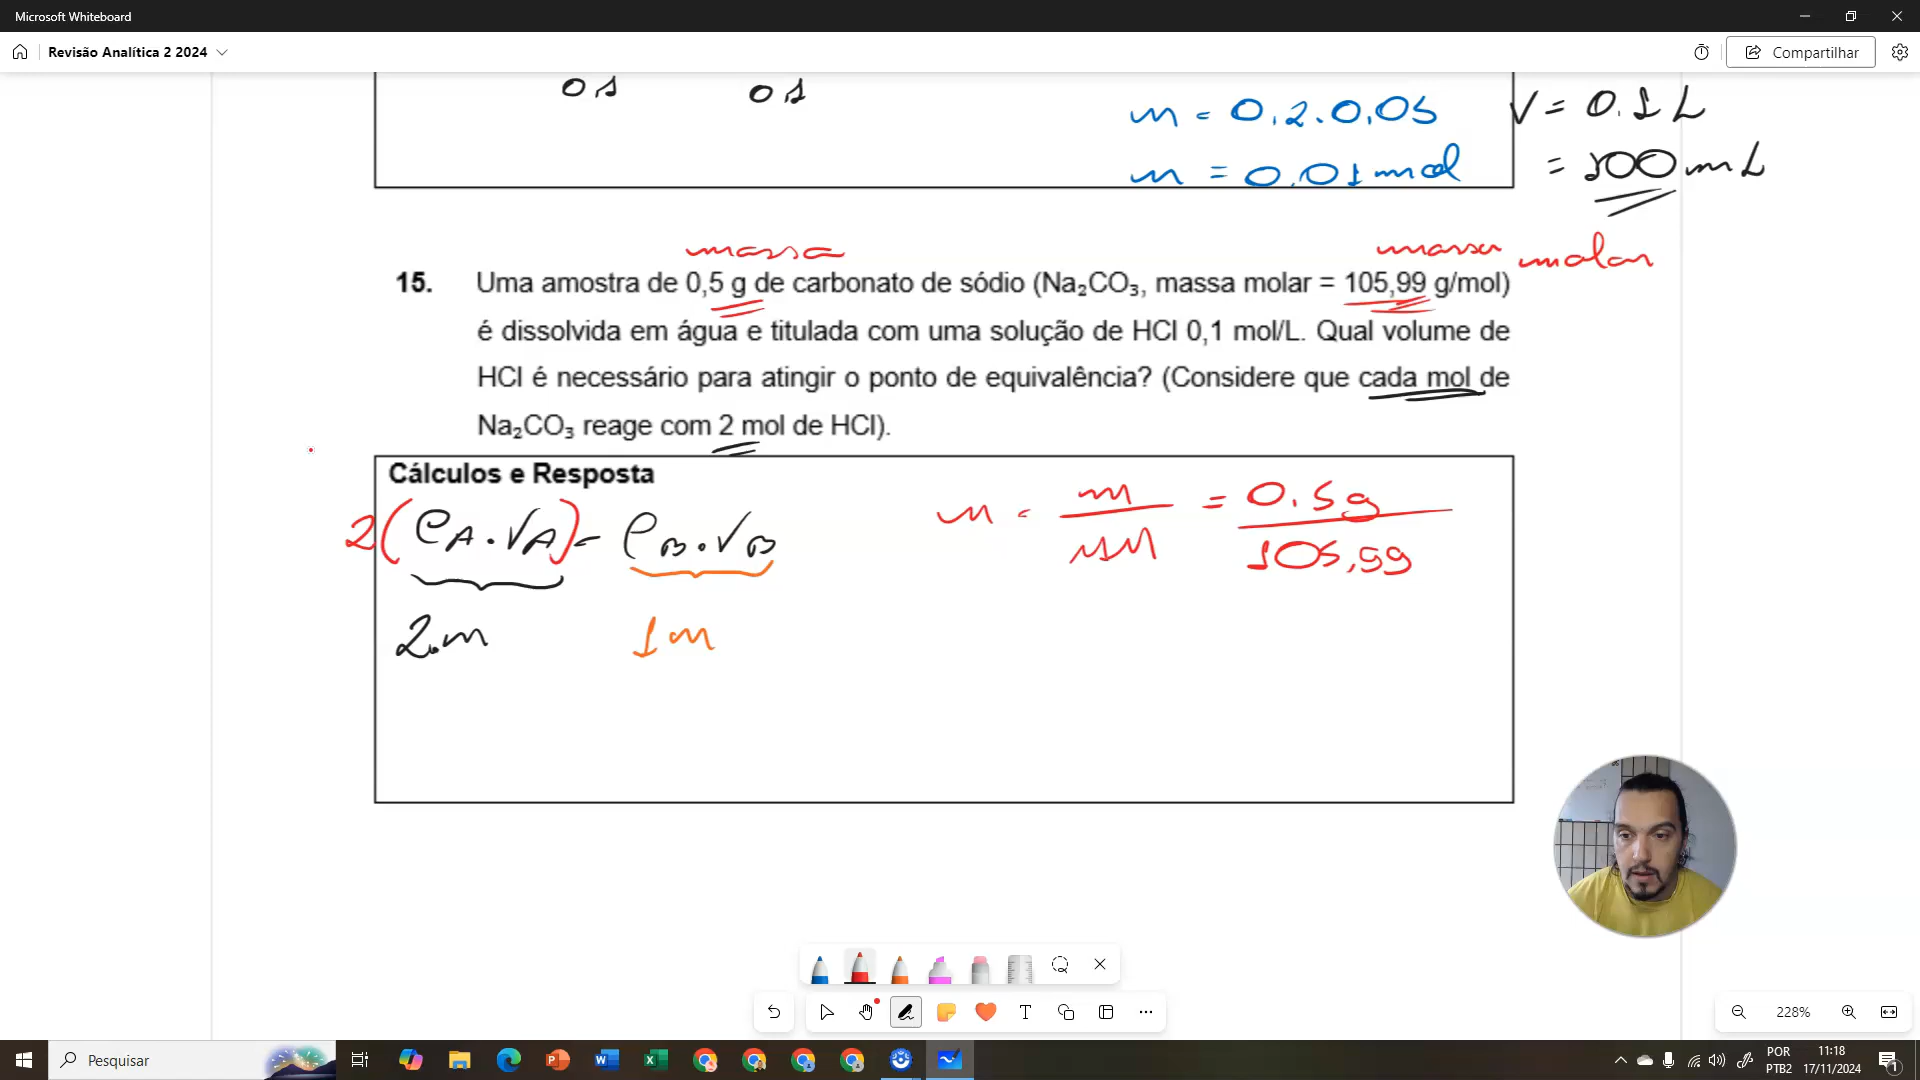 Microsoft Whiteboard
Revisão Analítica 2 2024
Compartilhar
0 1 0 1
n = 0.2.0,05
n = 0.01 mol
V = 0.1 L
= 100 mL
massa
massa molar
15. Uma amostra de 0,5 g de carbonato de sódio (Na₂CO₃, massa molar = 105,99 g/mol)
é dissolvida em água e titulada com uma solução de HCl 0,1 mol/L. Qual volume de
HCl é necessário para atingir o ponto de equivalência? (Considere que cada mol de
Na₂CO₃ reage com 2 mol de HCl).
Cálculos e Resposta
2(CA.VA) = CB.VB
2.n 1n
n = m/MM = 0.5g/105,99
228%
Pesquisar
POR
PTB2
11:18
17/11/2024
1